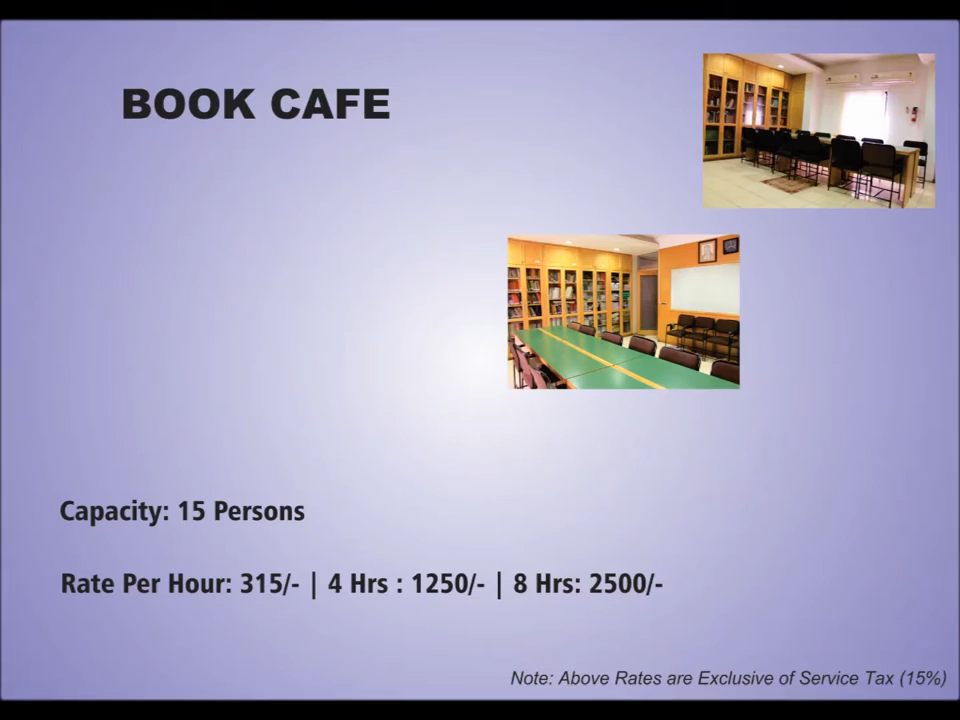 BOOK CAFE
Capacity: 15 Persons
Rate Per Hour: 315/- | 4 Hrs : 1250/- | 8 Hrs: 2500/-
Note: Above Rates are Exclusive of Service Tax (15%)